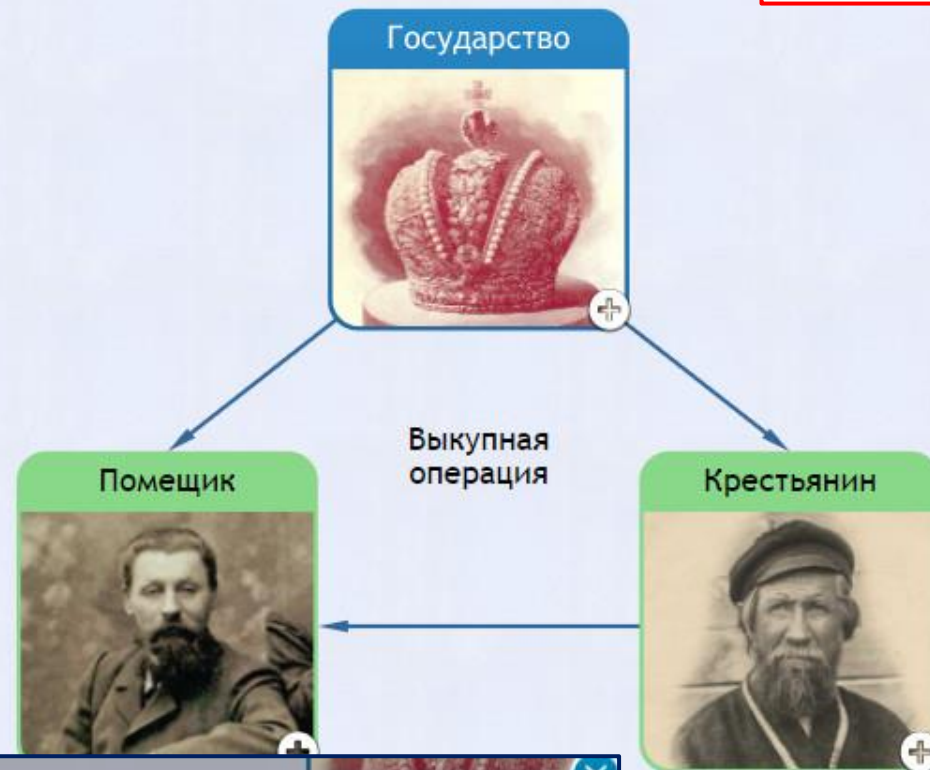 Государство
Выкупная
операция
Помещик
Крестьянин